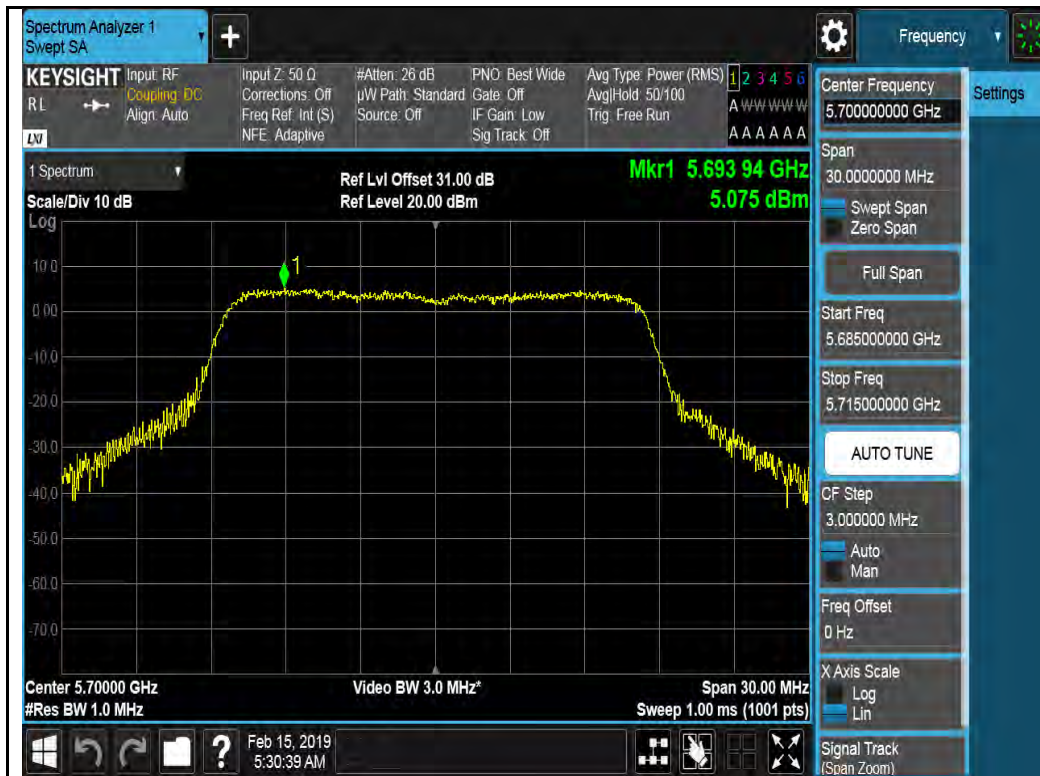 Spectrum Analyzer 1
Swept SA
+
Frequency
KEYSIGHT
R L
LXI
Input: RF
Coupling: DC
Align: Auto
Input Z: 50 Ω
Corrections: Off
Freq Ref: Int (S)
NFE: Adaptive
#Atten: 26 dB
µW Path: Standard
Source: Off
PNO: Best Wide
Gate: Off
IF Gain: Low
Sig Track: Off
Avg Type: Power (RMS)
Avg|Hold: 50/100
Trig: Free Run
1 2 3 4 5 6
A W W W W W
A A A A A A
1 Spectrum
Scale/Div 10 dB
Log
Ref Lvl Offset 31.00 dB
Ref Level 20.00 dBm
Mkr1 5.693 94 GHz
5.075 dBm
1
10.0
0.00
-10.0
-20.0
-30.0
-40.0
-50.0
-60.0
-70.0
Center 5.70000 GHz
#Res BW 1.0 MHz
Video BW 3.0 MHz*
Span 30.00 MHz
Sweep 1.00 ms (1001 pts)
?
Feb 15, 2019
5:30:39 AM
Center Frequency
5.700000000 GHz
Span
30.0000000 MHz
Swept Span
Zero Span
Full Span
Start Freq
5.685000000 GHz
Stop Freq
5.715000000 GHz
AUTO TUNE
CF Step
3.000000 MHz
Auto
Man
Freq Offset
0 Hz
X Axis Scale
Log
Lin
Signal Track
(Span Zoom)
Settings